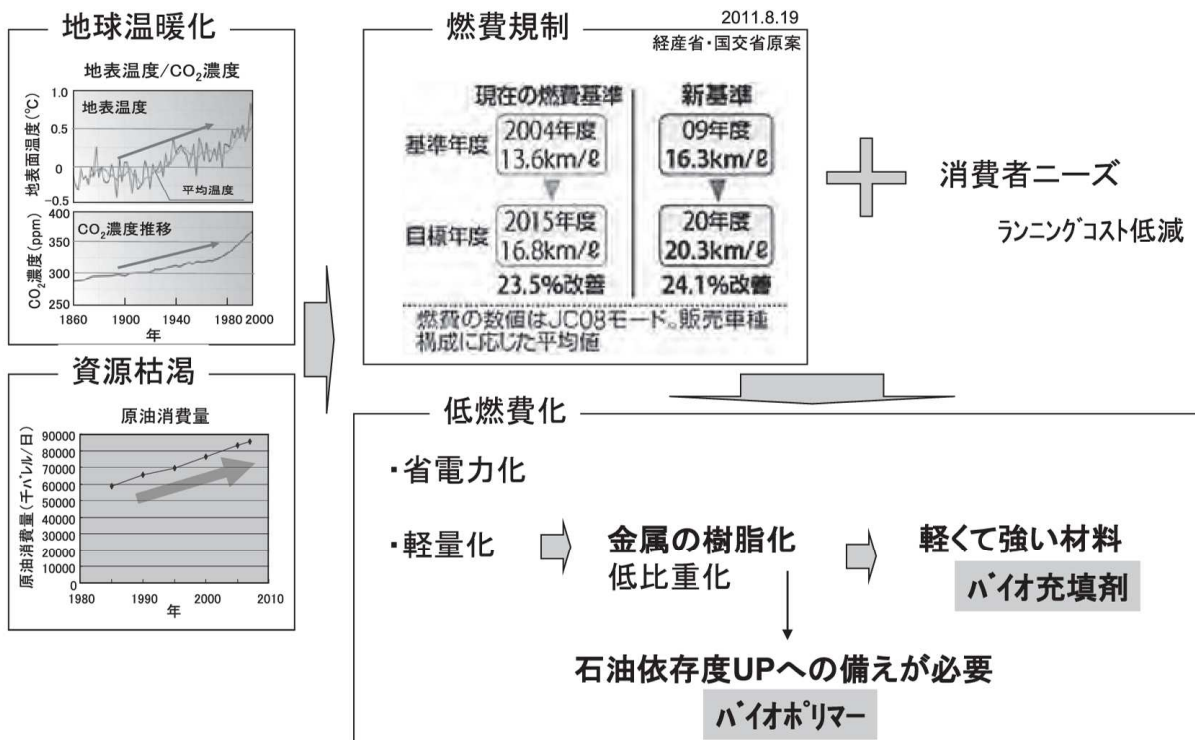 地球温暖化
地表温度/CO₂濃度
地表面温度(℃)
1.0
0.5
0
-0.5
地表温度
平均温度
CO₂濃度(ppm)
400
350
300
250
CO₂濃度推移
1860 1900 1940 1980 2000
年
資源枯渇
原油消費量
原油消費量(千バレル/日)
90000
80000
70000
60000
50000
40000
30000
20000
10000
0
1980 1990 2000 2010
年
燃費規制
2011.8.19
経産省・国交省原案
現在の燃費基準 新基準
基準年度
2004年度
13.6km/ℓ
09年度
16.3km/ℓ
目標年度
2015年度
16.8km/ℓ
20年度
20.3km/ℓ
23.5%改善 24.1%改善
燃費の数値はJC08モード。販売車種
構成に応じた平均値
消費者ニーズ
ランニングコスト低減
低燃費化
・省電力化
・軽量化
金属の樹脂化
低比重化
軽くて強い材料
バイオ充填剤
石油依存度UPへの備えが必要
バイオポリマー